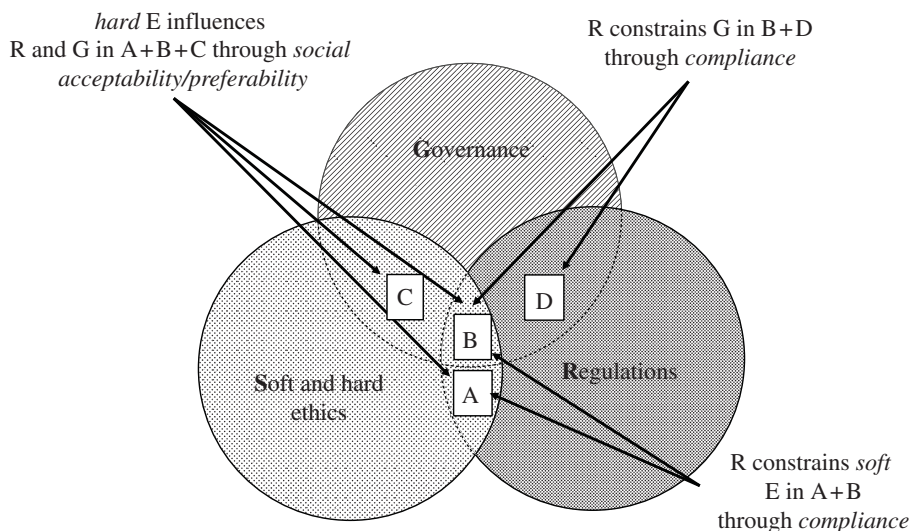 hard E influences
R and G in A+B+C through social
acceptability/preferability
R constrains G in B+D
through compliance
Governance
C
D
B
A
Soft and hard
ethics
Regulations
R constrains soft
E in A+B
through compliance